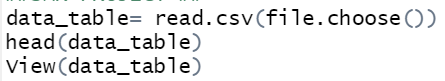 data_table= read.csv(file.choose())
head(data_table)
View(data_table)